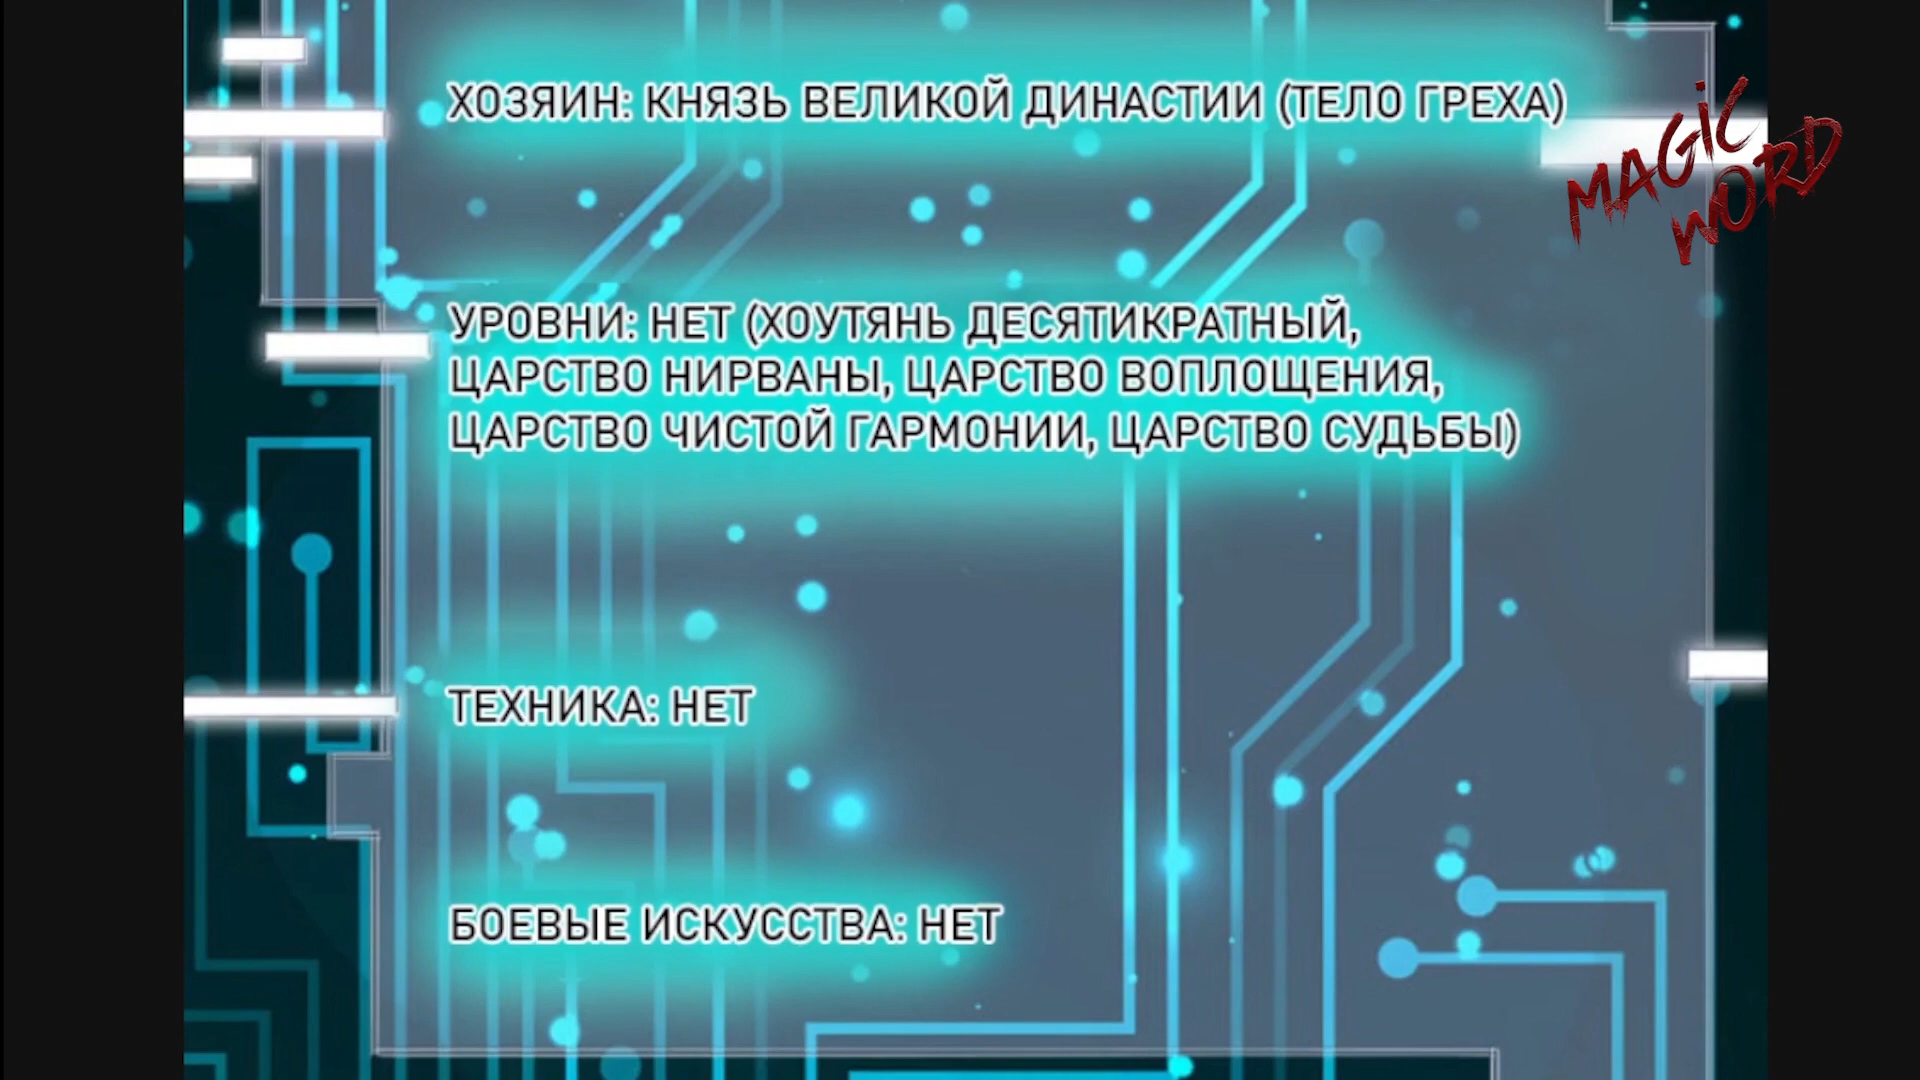 ХОЗЯИН: КНЯЗЬ ВЕЛИКОЙ ДИНАСТИИ (ТЕЛО ГРЕХА)
MAGIC
WORD
УРОВНИ: НЕТ (ХОУТЯНЬ ДЕСЯТИКРАТНЫЙ,
ЦАРСТВО НИРВАНЫ, ЦАРСТВО ВОПЛОЩЕНИЯ,
ЦАРСТВО ЧИСТОЙ ГАРМОНИИ, ЦАРСТВО СУДЬБЫ)
ТЕХНИКА: НЕТ
БОЕВЫЕ ИСКУССТВА: НЕТ